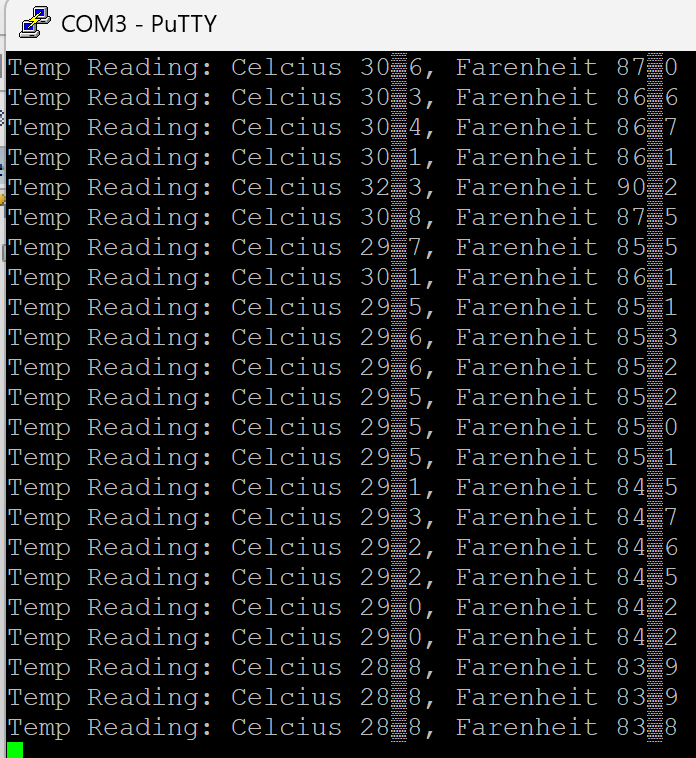 COM3 - PuTTY
Temp Reading: Celcius 30▒6, Farenheit 87▒0
Temp Reading: Celcius 30▒3, Farenheit 86▒6
Temp Reading: Celcius 30▒4, Farenheit 86▒7
Temp Reading: Celcius 30▒1, Farenheit 86▒1
Temp Reading: Celcius 32▒3, Farenheit 90▒2
Temp Reading: Celcius 30▒8, Farenheit 87▒5
Temp Reading: Celcius 29▒7, Farenheit 85▒5
Temp Reading: Celcius 30▒1, Farenheit 86▒1
Temp Reading: Celcius 29▒5, Farenheit 85▒1
Temp Reading: Celcius 29▒6, Farenheit 85▒3
Temp Reading: Celcius 29▒6, Farenheit 85▒2
Temp Reading: Celcius 29▒5, Farenheit 85▒2
Temp Reading: Celcius 29▒5, Farenheit 85▒0
Temp Reading: Celcius 29▒5, Farenheit 85▒1
Temp Reading: Celcius 29▒1, Farenheit 84▒5
Temp Reading: Celcius 29▒3, Farenheit 84▒7
Temp Reading: Celcius 29▒2, Farenheit 84▒6
Temp Reading: Celcius 29▒2, Farenheit 84▒5
Temp Reading: Celcius 29▒0, Farenheit 84▒2
Temp Reading: Celcius 29▒0, Farenheit 84▒2
Temp Reading: Celcius 28▒8, Farenheit 83▒9
Temp Reading: Celcius 28▒8, Farenheit 83▒9
Temp Reading: Celcius 28▒8, Farenheit 83▒8